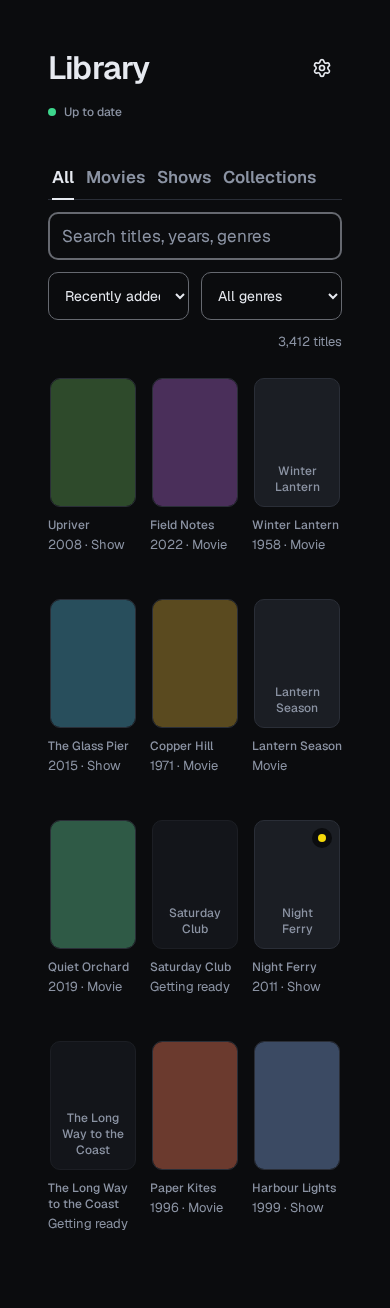 Library
Up to date
All Movies Shows Collections
Search titles, years, genres
Recently added All genres
3,412 titles
Winter
Lantern
Upriver Field Notes Winter Lantern
2008 · Show 2022 · Movie 1958 · Movie
Lantern
Season
The Glass Pier Copper Hill Lantern Season
2015 · Show 1971 · Movie Movie
Saturday
Club
Night
Ferry
Quiet Orchard Saturday Club Night Ferry
2019 · Movie Getting ready 2011 · Show
The Long
Way to the
Coast
The Long Way
to the Coast
Getting ready
Paper Kites
1996 · Movie
Harbour Lights
1999 · Show